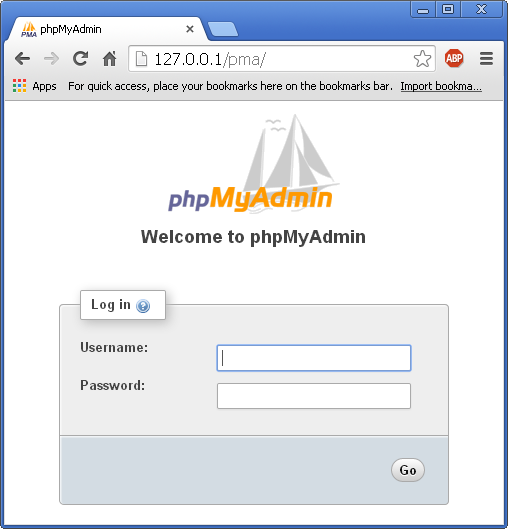 phpMyAdmin
127.0.0.1/pma/
ABP
Apps For quick access, place your bookmarks here on the bookmarks bar. Import bookma...
phpMyAdmin
Welcome to phpMyAdmin
Log in
Username:
Password:
Go